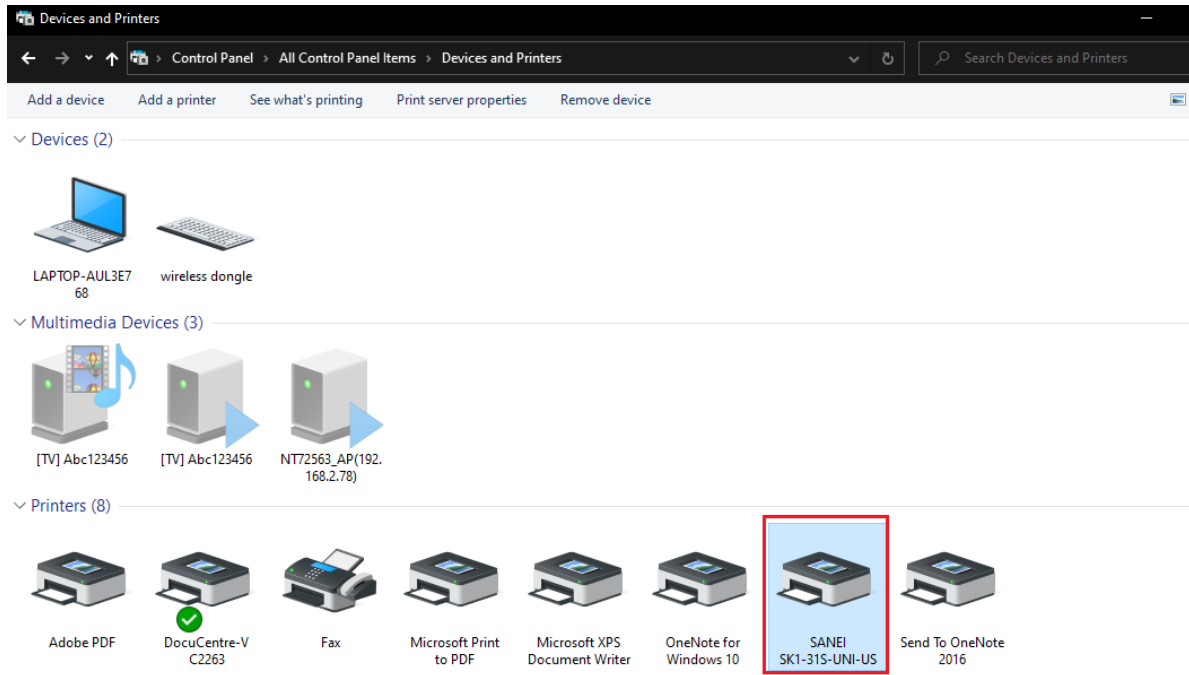 Devices and Printers
Control Panel > All Control Panel Items > Devices and Printers
Search Devices and Printers
Add a device Add a printer See what's printing Print server properties Remove device
Devices (2)
LAPTOP-AUL3E7
68
wireless dongle
Multimedia Devices (3)
[TV] Abc123456
[TV] Abc123456
NT72563_AP(192.
168.2.78)
Printers (8)
Adobe PDF
DocuCentre-V
C2263
Fax
Microsoft Print
to PDF
Microsoft XPS
Document Writer
OneNote for
Windows 10
SANEI
SK1-31S-UNI-US
Send To OneNote
2016